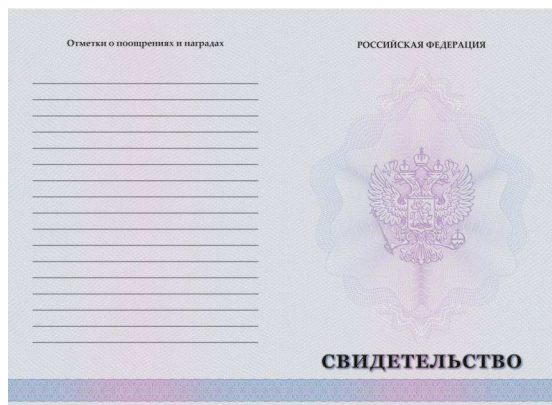 Отметки о поощрениях и наградах
РОССИЙСКАЯ ФЕДЕРАЦИЯ
СВИДЕТЕЛЬСТВО